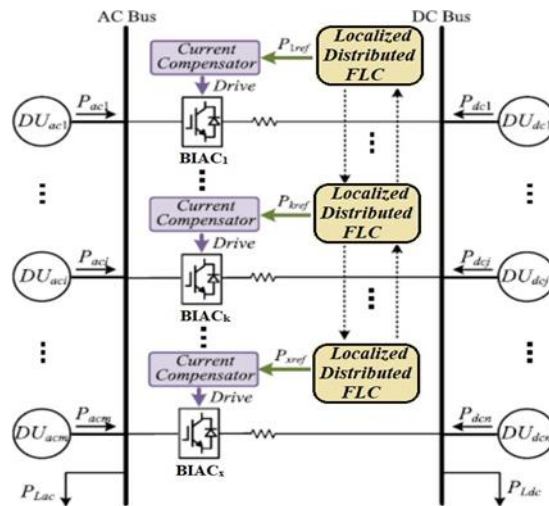 AC Bus
DC Bus
Current
Compensator
P1ref
Localized
Distributed
FLC
Drive
Pac1
Pdc1
DUac1
DUdc1
BIAC1
Current
Compensator
Pkref
Localized
Distributed
FLC
Drive
Paci
Pdcj
DUaci
DUdcj
BIACk
Current
Compensator
Pxref
Localized
Distributed
FLC
Drive
Pacm
Pdcn
DUacm
DUdcn
BIACx
PLac
PLdc